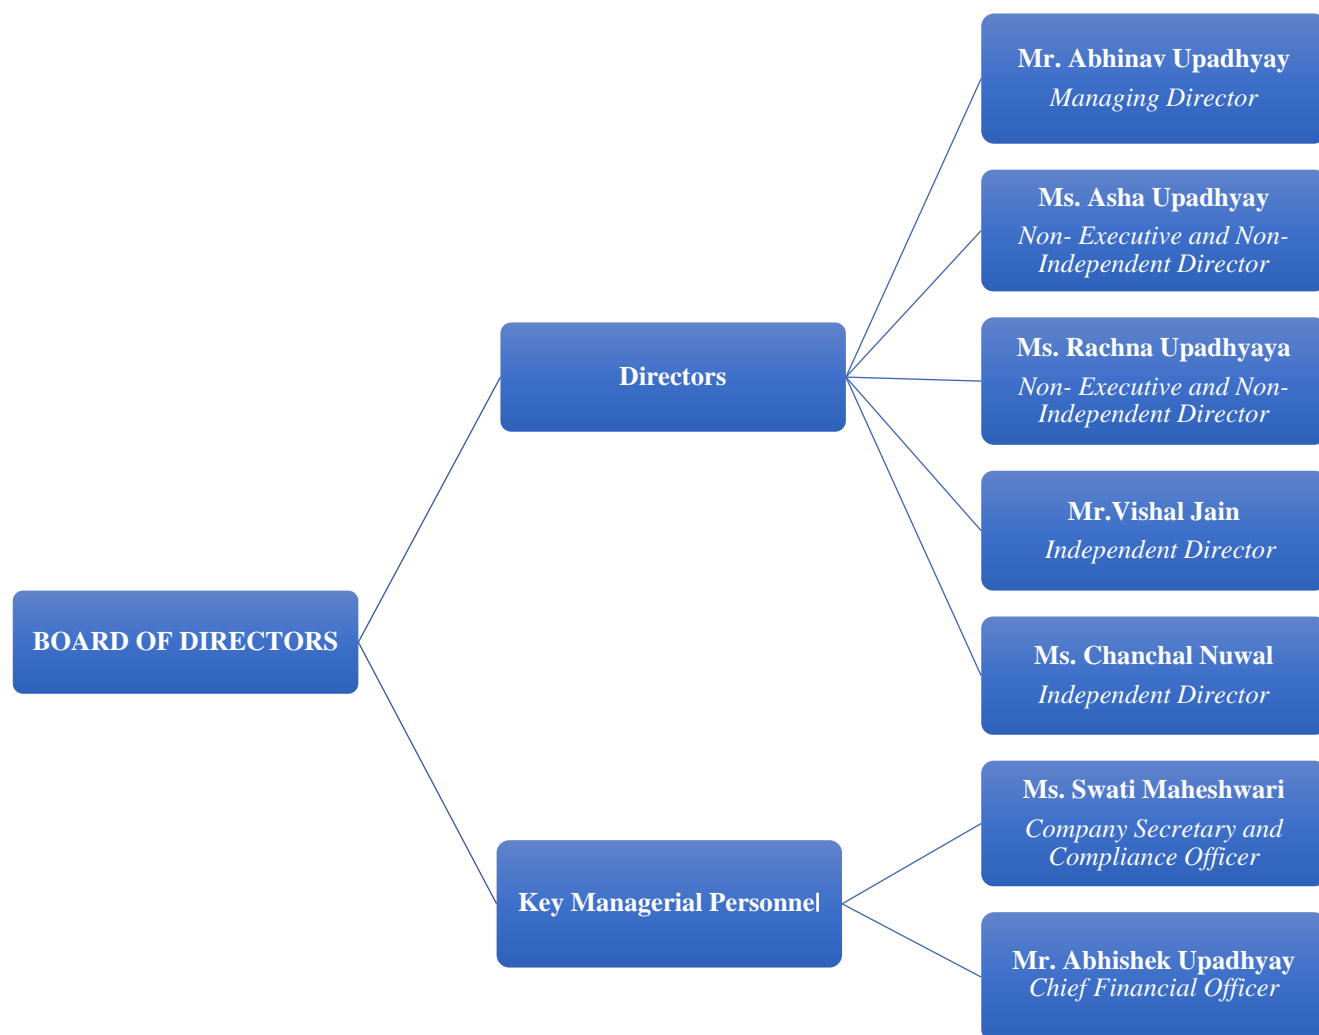 BOARD OF DIRECTORS
Directors
Mr. Abhinav Upadhyay
Managing Director
Ms. Asha Upadhyay
Non- Executive and Non-
Independent Director
Ms. Rachna Upadhyaya
Non- Executive and Non-
Independent Director
Mr.Vishal Jain
Independent Director
Ms. Chanchal Nuwal
Independent Director
Key Managerial Personnel
Ms. Swati Maheshwari
Company Secretary and
Compliance Officer
Mr. Abhishek Upadhyay
Chief Financial Officer